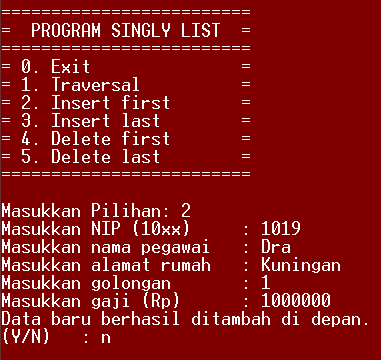 =========================
=  PROGRAM SINGLY LIST  =
=========================
= 0. Exit               =
= 1. Traversal          =
= 2. Insert first       =
= 3. Insert last        =
= 4. Delete first       =
= 5. Delete last        =
=========================
Masukkan Pilihan: 2
Masukkan NIP (10xx)     : 1019
Masukkan nama pegawai   : Dra
Masukkan alamat rumah   : Kuningan
Masukkan golongan       : 1
Masukkan gaji (Rp)      : 1000000
Data baru berhasil ditambah di depan.
(Y/N)   : n